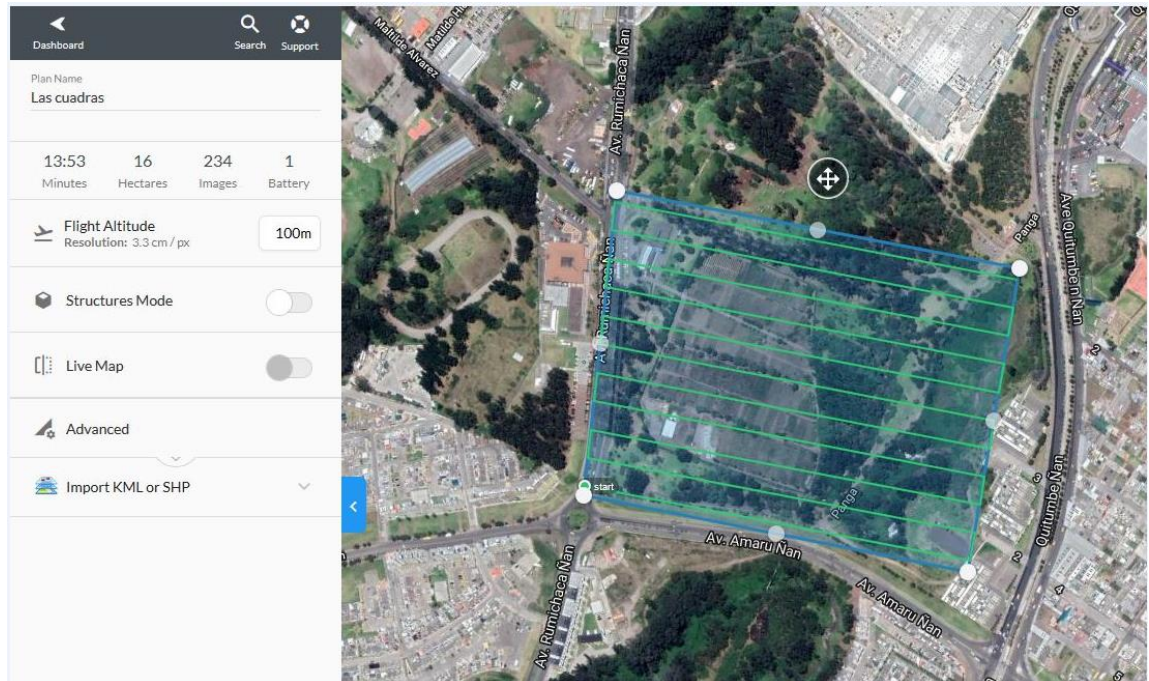 Dashboard
Search
Support
Plan Name
Las cuadras
13:53
16
234
1
Minutes
Hectares
Images
Battery
Flight Altitude
Resolution: 3.3 cm / px
100m
Structures Mode
Live Map
Advanced
Import KML or SHP
Matilde Alvarez
Av. Rumichaca Ñan
Av. Rumichaca Ñan
Panga
Ave Quitumbe Ñan
start
Panga
Quitumbe Ñan
Av. Amaru Ñan
Av. Amaru Ñan
Av. Rumichaca Ñan